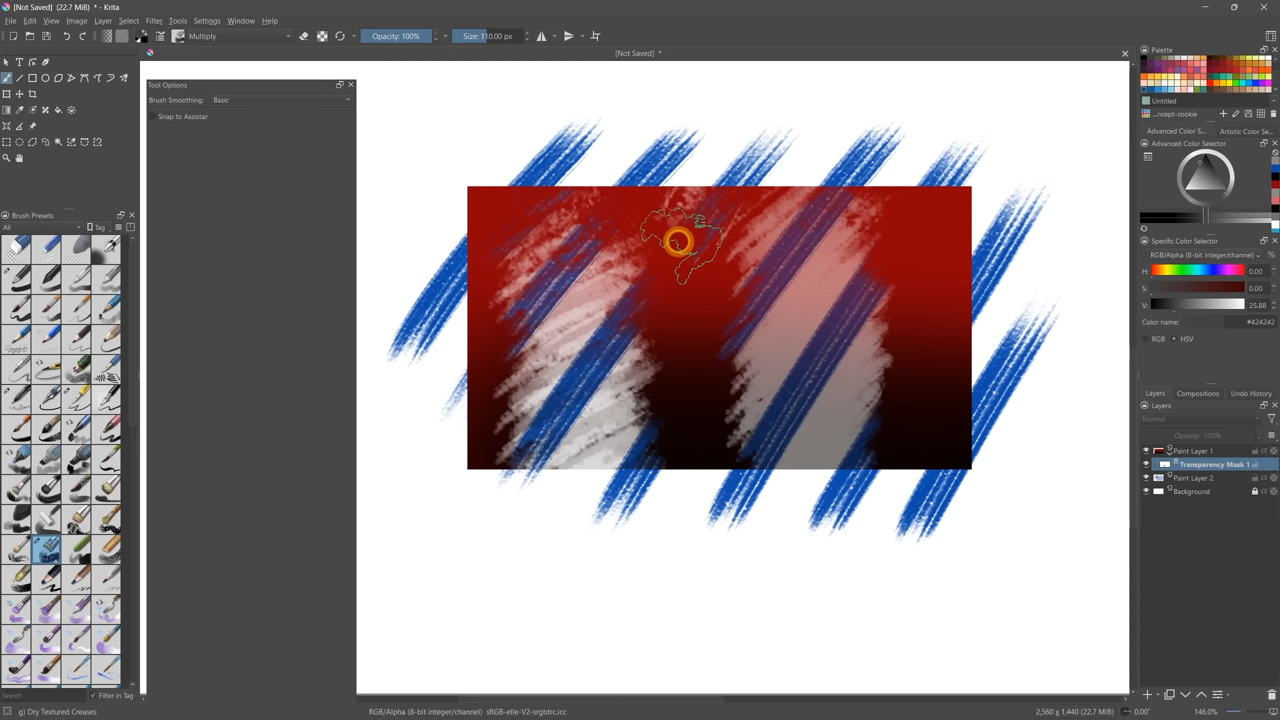 [Not Saved] (22.7 MiB) * - Krita
File Edit View Image Layer Select Filter Tools Settings Window Help
Multiply
Opacity: 100%
Size: 110.00 px
[Not Saved] *
Tool Options
Brush Smoothing: Basic
Snap to Assistar
Brush Presets
All
Tag
Search
Filter in Tag
g) Dry Textured Creases
RGB/Alpha (8-bit integer/channel) sRGB-elle-V2-srgbtrc.icc
2,560 x 1,440 (22.7 MiB)
0.00°
146.0%
Palette
Untitled
...ncept-cookie
Advanced Color S...
Artistic Color Se...
Advanced Color Selector
Specific Color Selector
RGB/Alpha (8-bit integer/channel)
%
H: 0.00
S: 0.00
V: 25.88
Color name: #424242
RGB HSV
Layers Compositions Undo History
Layers
Normal
Opacity: 100%
Paint Layer 1
Transparency Mask 1
Paint Layer 2
Background